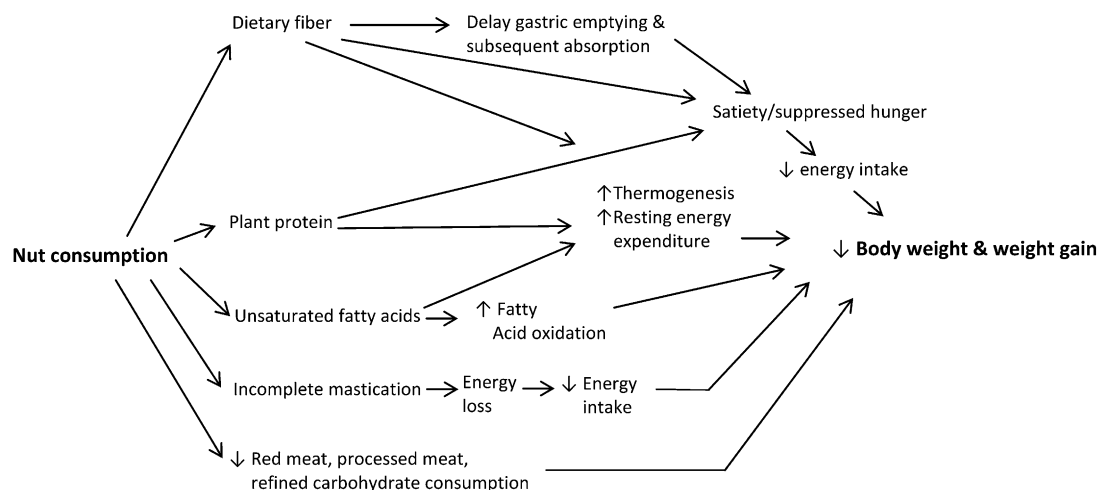 Dietary fiber
Delay gastric emptying &
subsequent absorption
Satiety/suppressed hunger
↓ energy intake
↑Thermogenesis
↑Resting energy
expenditure
Plant protein
Nut consumption
↓ Body weight & weight gain
Unsaturated fatty acids
↑ Fatty
Acid oxidation
Incomplete mastication
Energy
loss
↓ Energy
intake
↓ Red meat, processed meat,
refined carbohydrate consumption